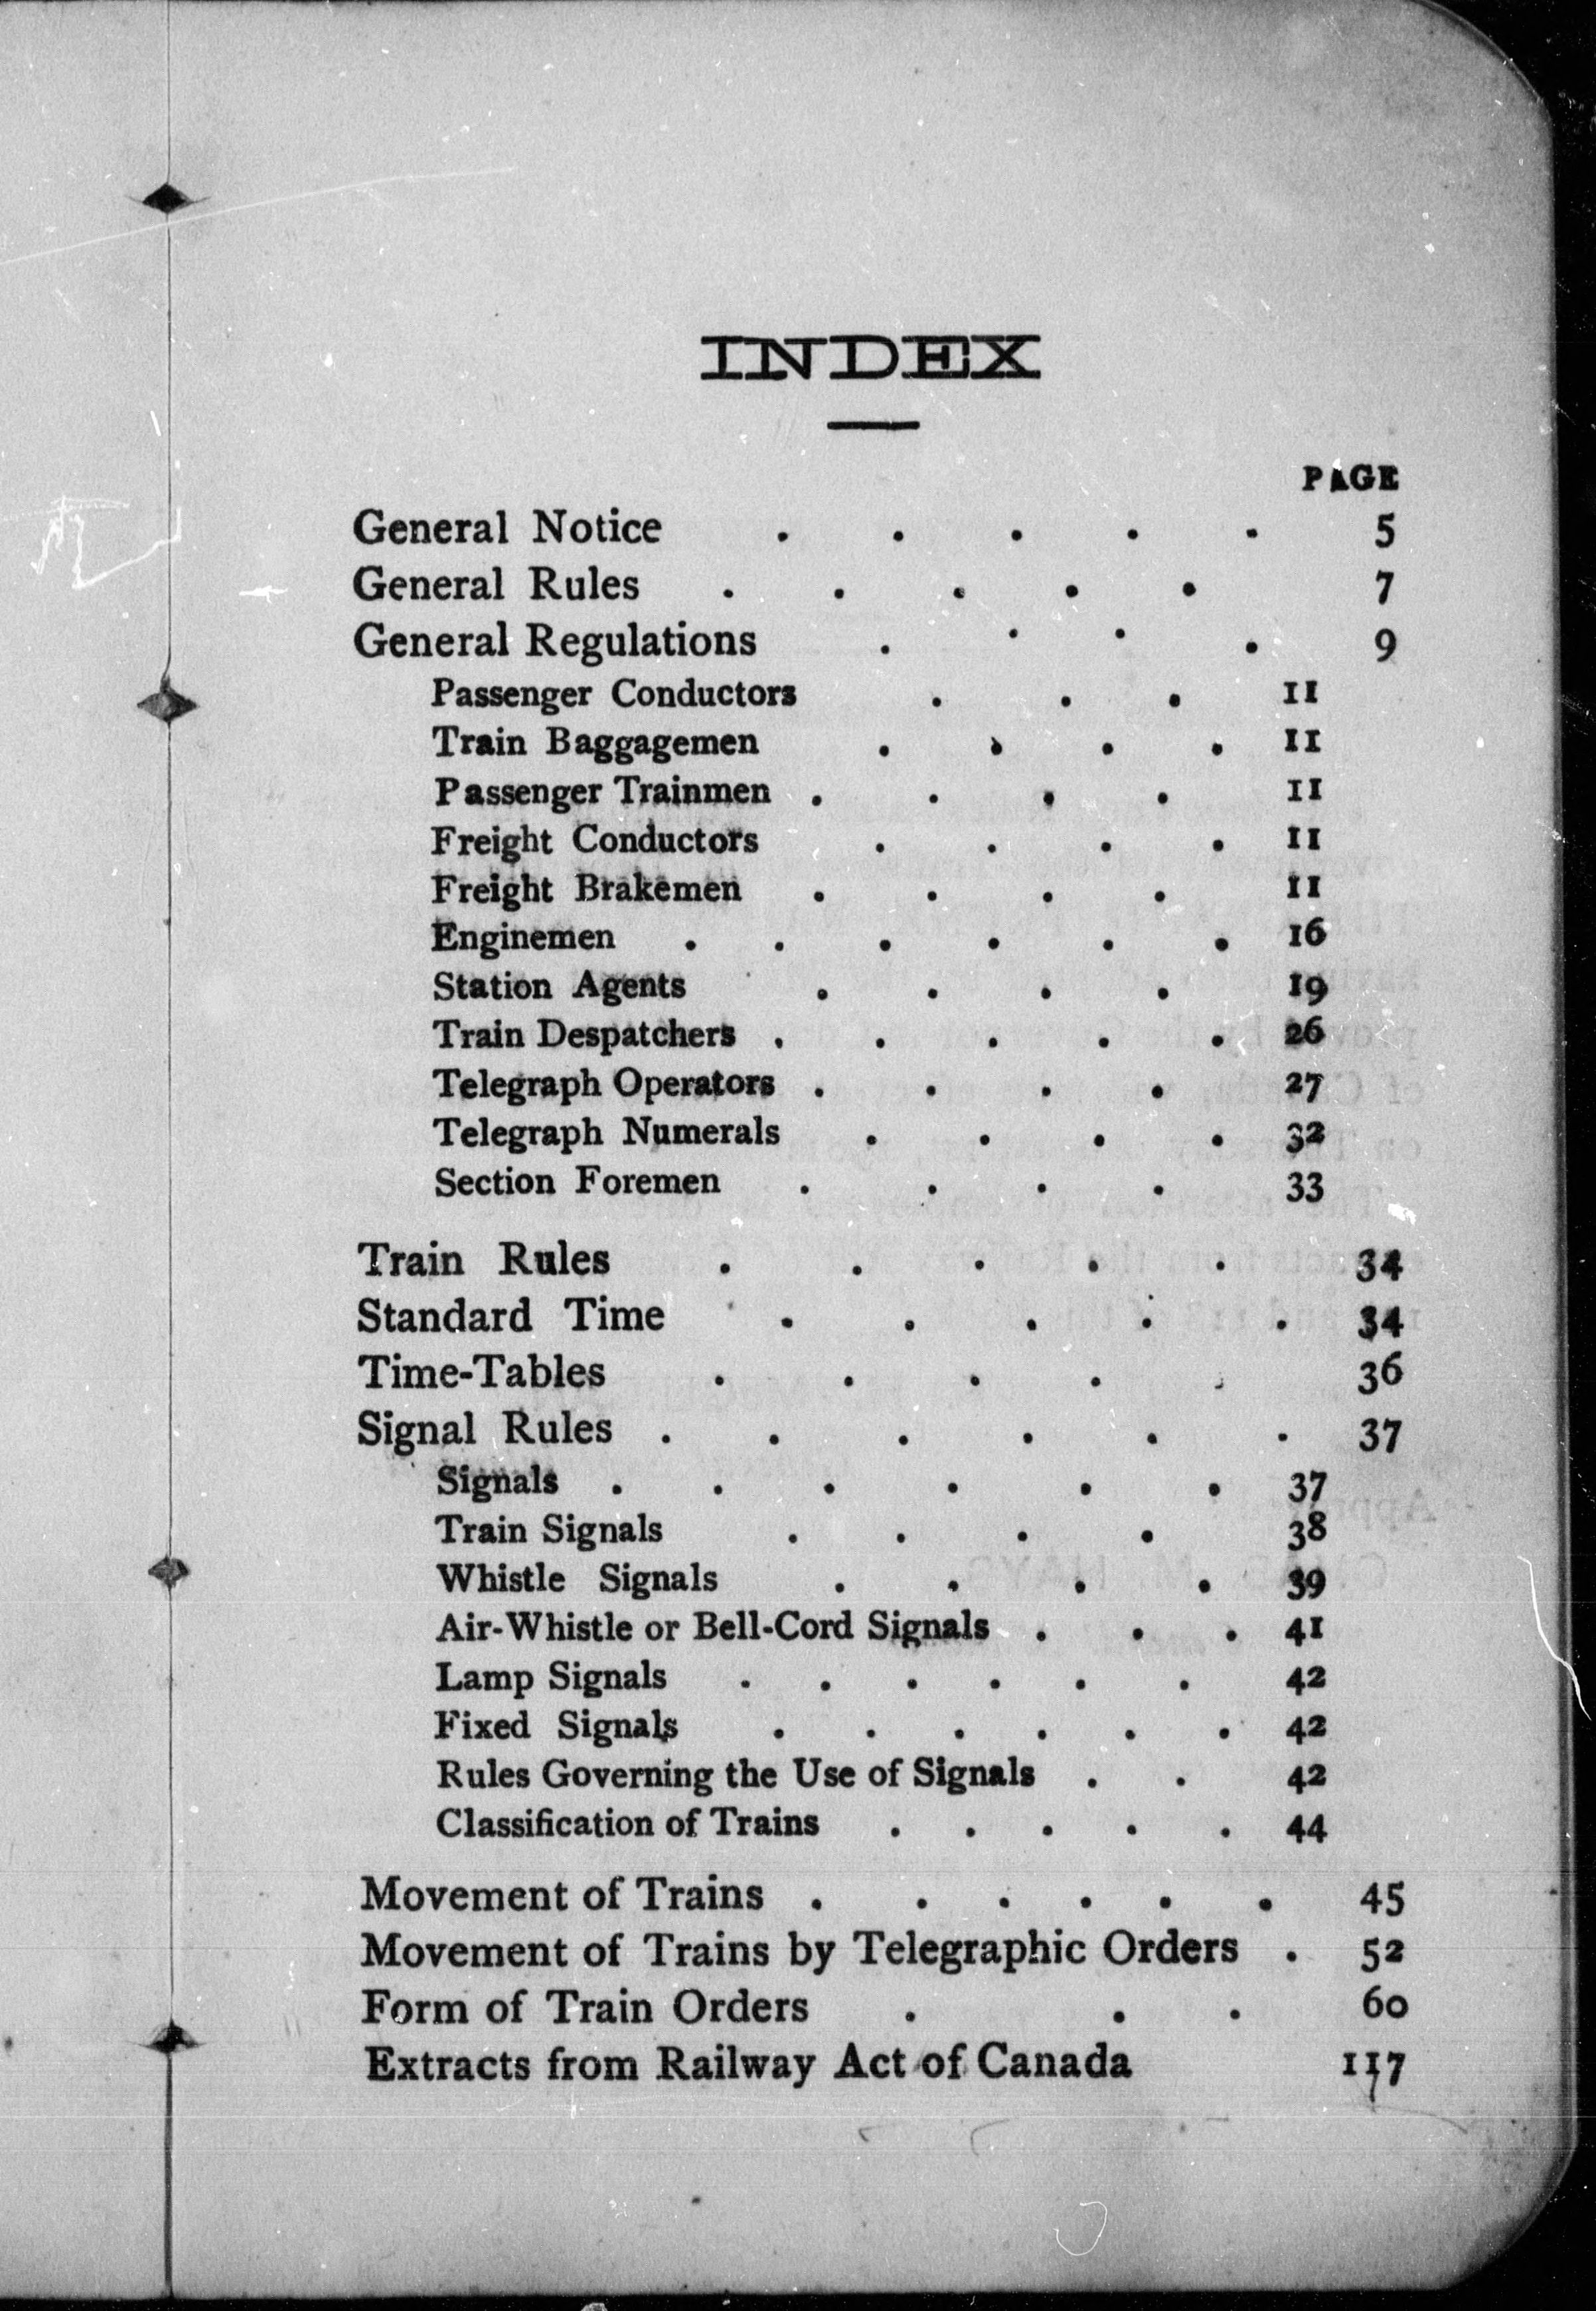 INDEX
PAGE
General Notice . . . . . 5
General Rules . . . . . 7
General Regulations . . . . 9
Passenger Conductors . . . 11
Train Baggagemen . . . . 11
Passenger Trainmen . . . . 11
Freight Conductors . . . . 11
Freight Brakemen . . . . 11
Enginemen . . . . . . 16
Station Agents . . . . 19
Train Despatchers . . . . . 26
Telegraph Operators . . . . 27
Telegraph Numerals . . . . 32
Section Foremen . . . . 33
Train Rules . . . . . 34
Standard Time . . . . . 34
Time-Tables . . . . . 36
Signal Rules . . . . . . 37
Signals . . . . . . 37
Train Signals . . . . 38
Whistle Signals . . . . 39
Air-Whistle or Bell-Cord Signals . . . 41
Lamp Signals . . . . . . 42
Fixed Signals . . . . . . 42
Rules Governing the Use of Signals . . 42
Classification of Trains . . . . . 44
Movement of Trains . . . . . . 45
Movement of Trains by Telegraphic Orders . 52
Form of Train Orders . . . 60
Extracts from Railway Act of Canada 117